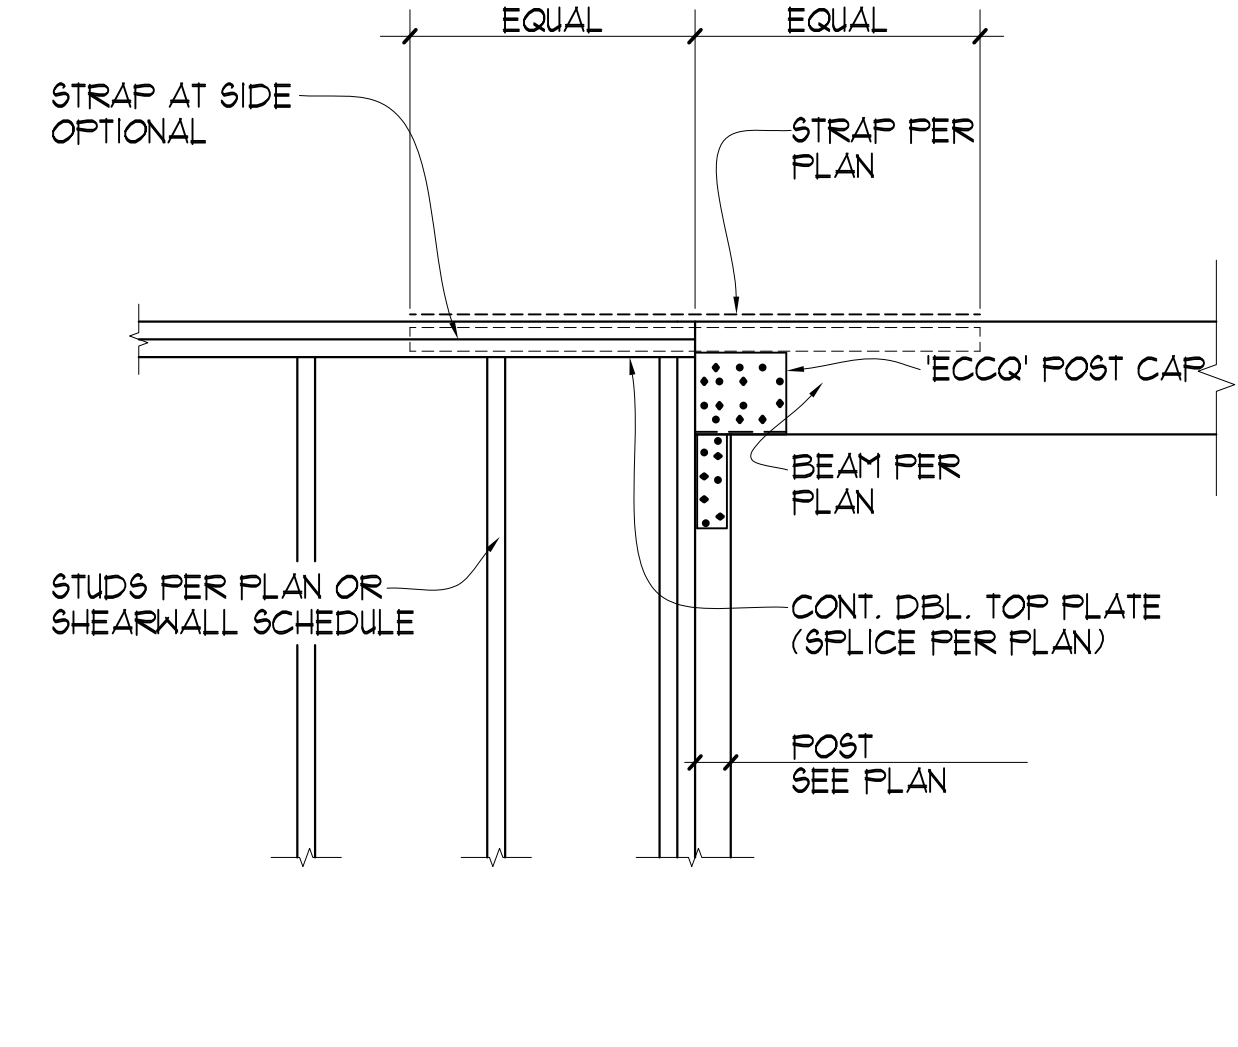 EQUAL
EQUAL
STRAP AT SIDE
OPTIONAL
STRAP PER
PLAN
'ECCQ' POST CAP
BEAM PER
PLAN
STUDS PER PLAN OR
SHEARWALL SCHEDULE
CONT. DBL. TOP PLATE
(SPLICE PER PLAN)
POST
SEE PLAN